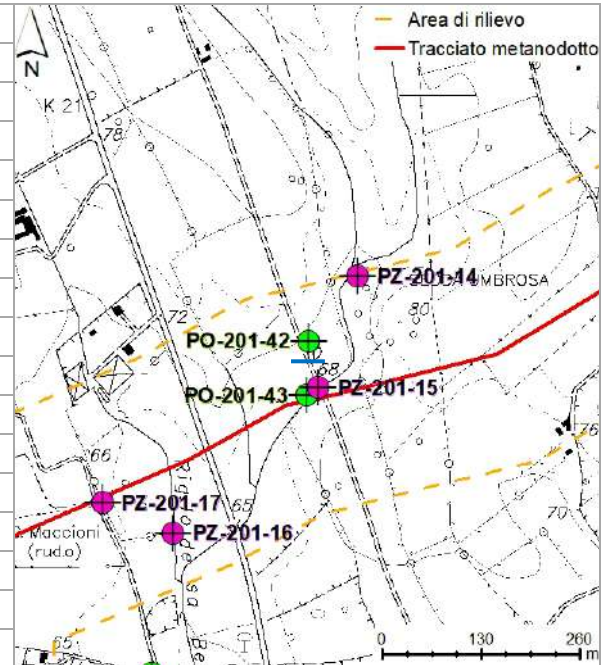 Area di rilievo
Tracciato metanodotto
N
K 21
78
PZ-201-14
UMBROSA
80
72
PO-201-42
68
PO-201-43
PZ-201-15
76
66
PZ-201-17
65
PZ-201-16
70
Maccioni
(rud.o)
65
0 130 260
m